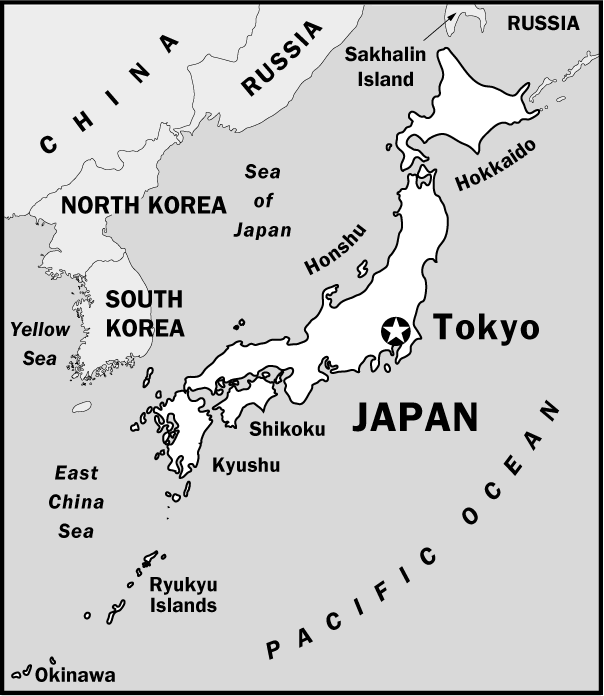 RUSSIA
CHINA
RUSSIA
Sakhalin
Island
Hokkaido
Sea
of
Japan
NORTH KOREA
Honshu
SOUTH
KOREA
Yellow
Sea
Tokyo
JAPAN
Shikoku
Kyushu
East
China
Sea
PACIFIC OCEAN
Ryukyu
Islands
Okinawa